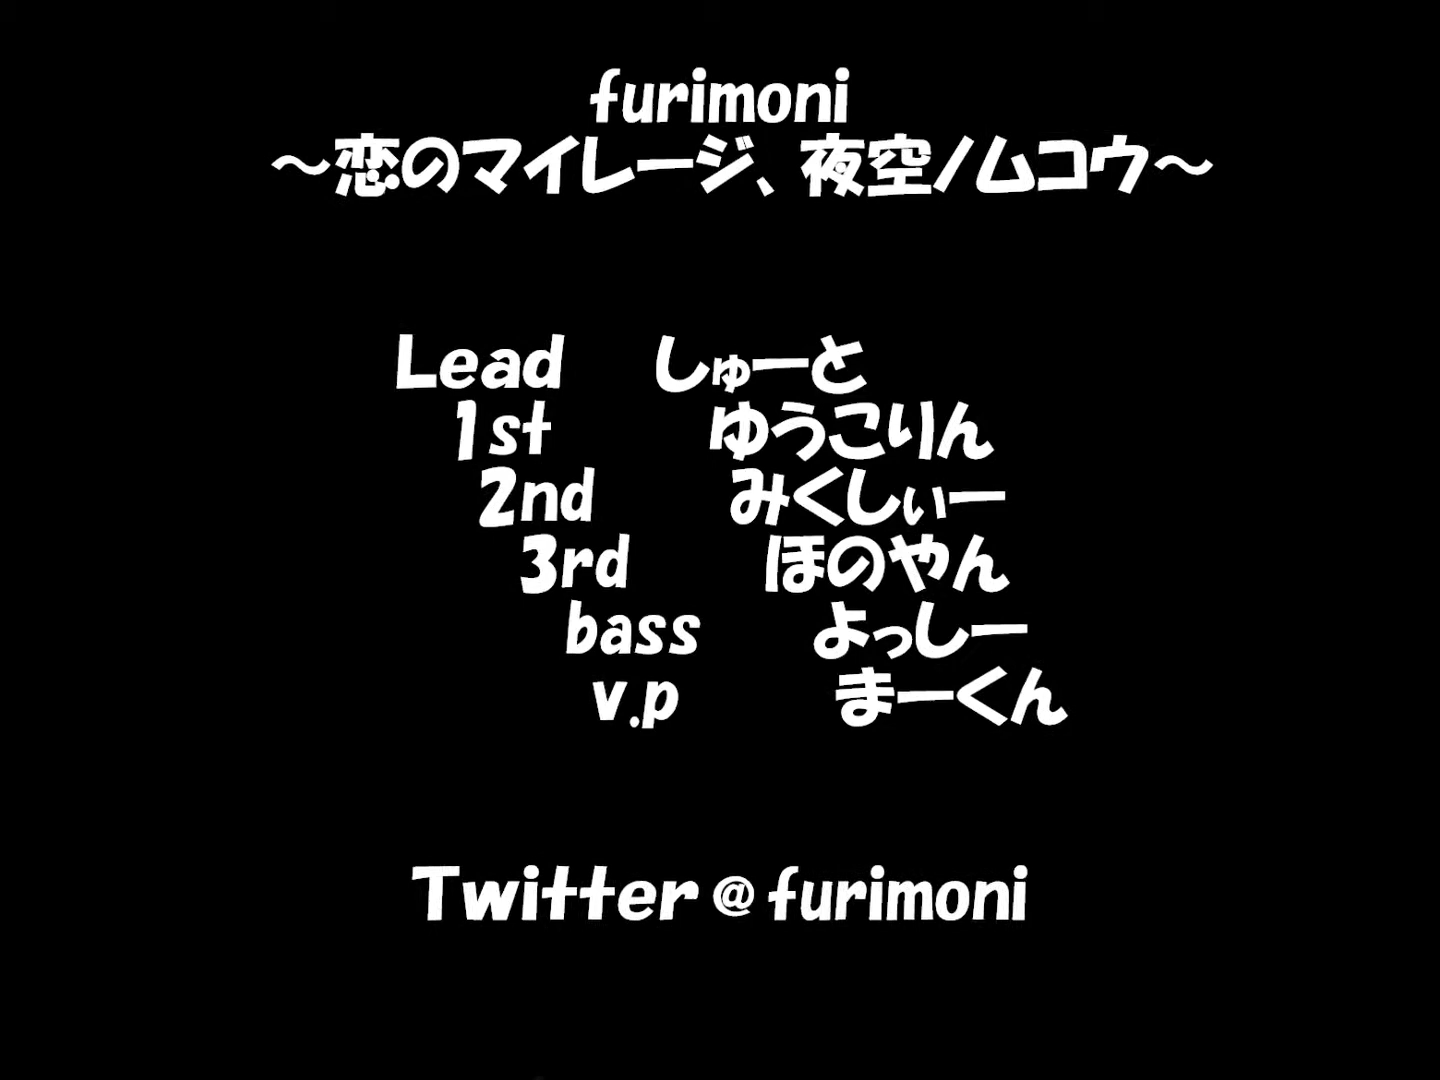 furimoni
～恋のマイレージ、夜空ノムコウ～
Lead しゅーと
1st ゆうこりん
2nd みくしぃー
3rd ほのやん
bass よっしー
v.p まーくん
Twitter@furimoni